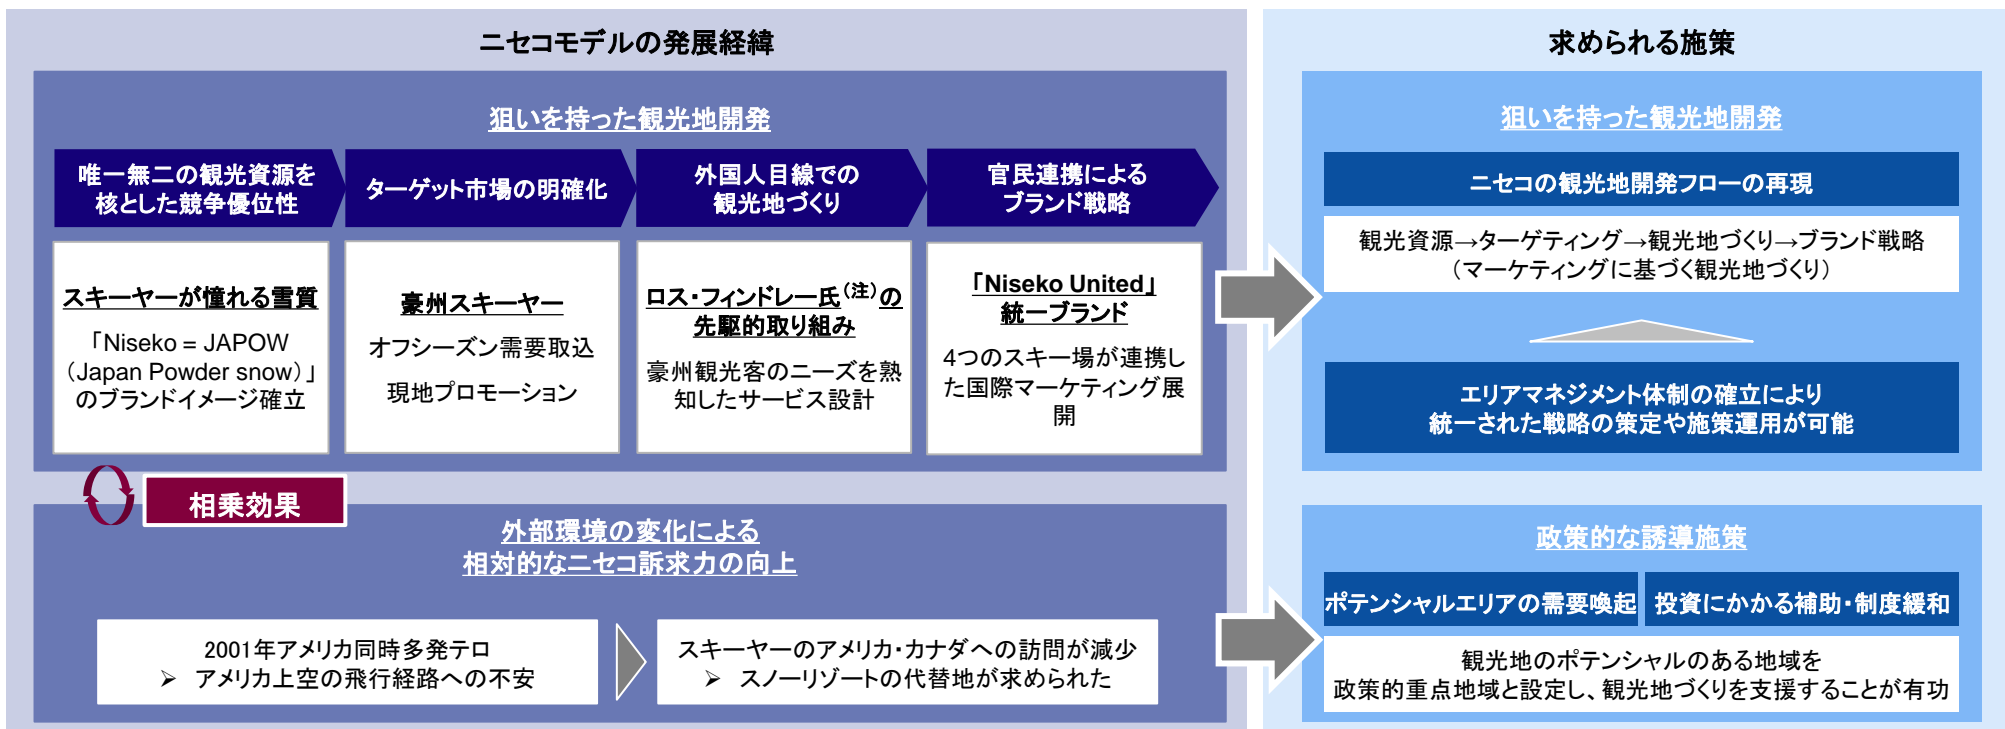 ニセコモデルの発展経緯
狙いを持った観光地開発
唯一無二の観光資源を
核とした競争優位性
ターゲット市場の明確化
外国人目線での
観光地づくり
官民連携による
ブランド戦略
スキーヤーが憧れる雪質
「Niseko = JAPOW
（Japan Powder snow）」
のブランドイメージ確立
豪州スキーヤー
オフシーズン需要取込
現地プロモーション
ロス・フィンドレー氏（注）の
先駆的取り組み
豪州観光客のニーズを熟
知したサービス設計
「Niseko United」
統一ブランド
4つのスキー場が連携し
た国際マーケティング展
開
相乗効果
外部環境の変化による
相対的なニセコ訴求力の向上
2001年アメリカ同時多発テロ
➢ アメリカ上空の飛行経路への不安
スキーヤーのアメリカ・カナダへの訪問が減少
➢ スノーリゾートの代替地が求められた
求められる施策
狙いを持った観光地開発
ニセコの観光地開発フローの再現
観光資源→ターゲティング→観光地づくり→ブランド戦略
（マーケティングに基づく観光地づくり）
エリアマネジメント体制の確立により
統一された戦略の策定や施策運用が可能
政策的な誘導施策
ポテンシャルエリアの需要喚起
投資にかかる補助・制度緩和
観光地のポテンシャルのある地域を
政策的重点地域と設定し、観光地づくりを支援することが有功